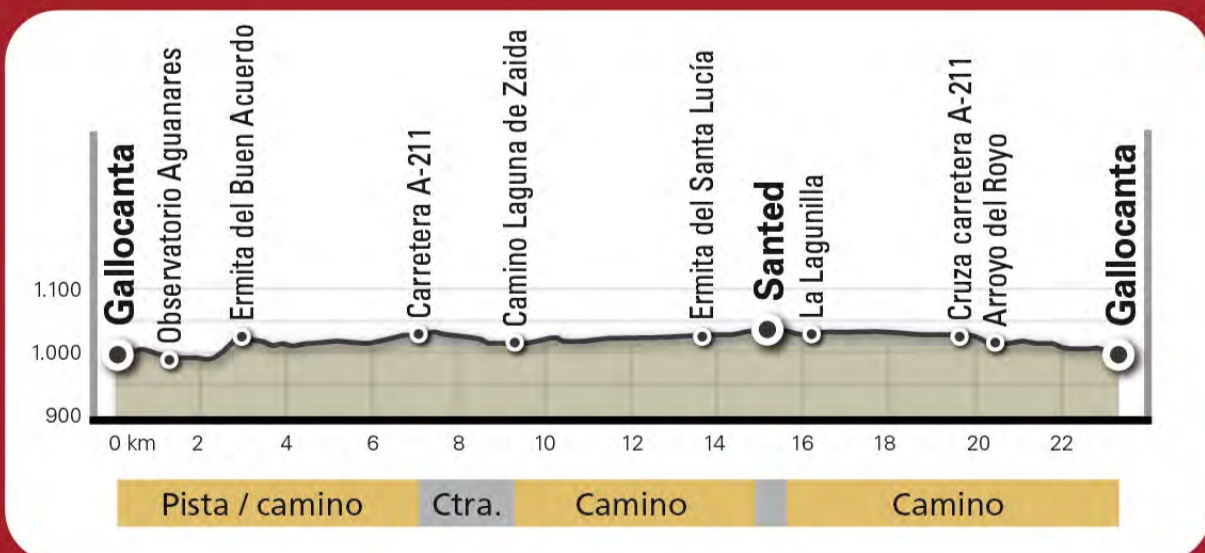 Gallocanta
Observatorio Aguanares
Ermita del Buen Acuerdo
Carretera A-211
Camino Laguna de Zaida
Ermita del Santa Lucía
Santed
La Lagunilla
Cruza carretera A-211
Arroyo del Royo
Gallocanta
1.100
1.000
900
0 km 2 4 6 8 10 12 14 16 18 20 22
Pista / camino Ctra. Camino Camino